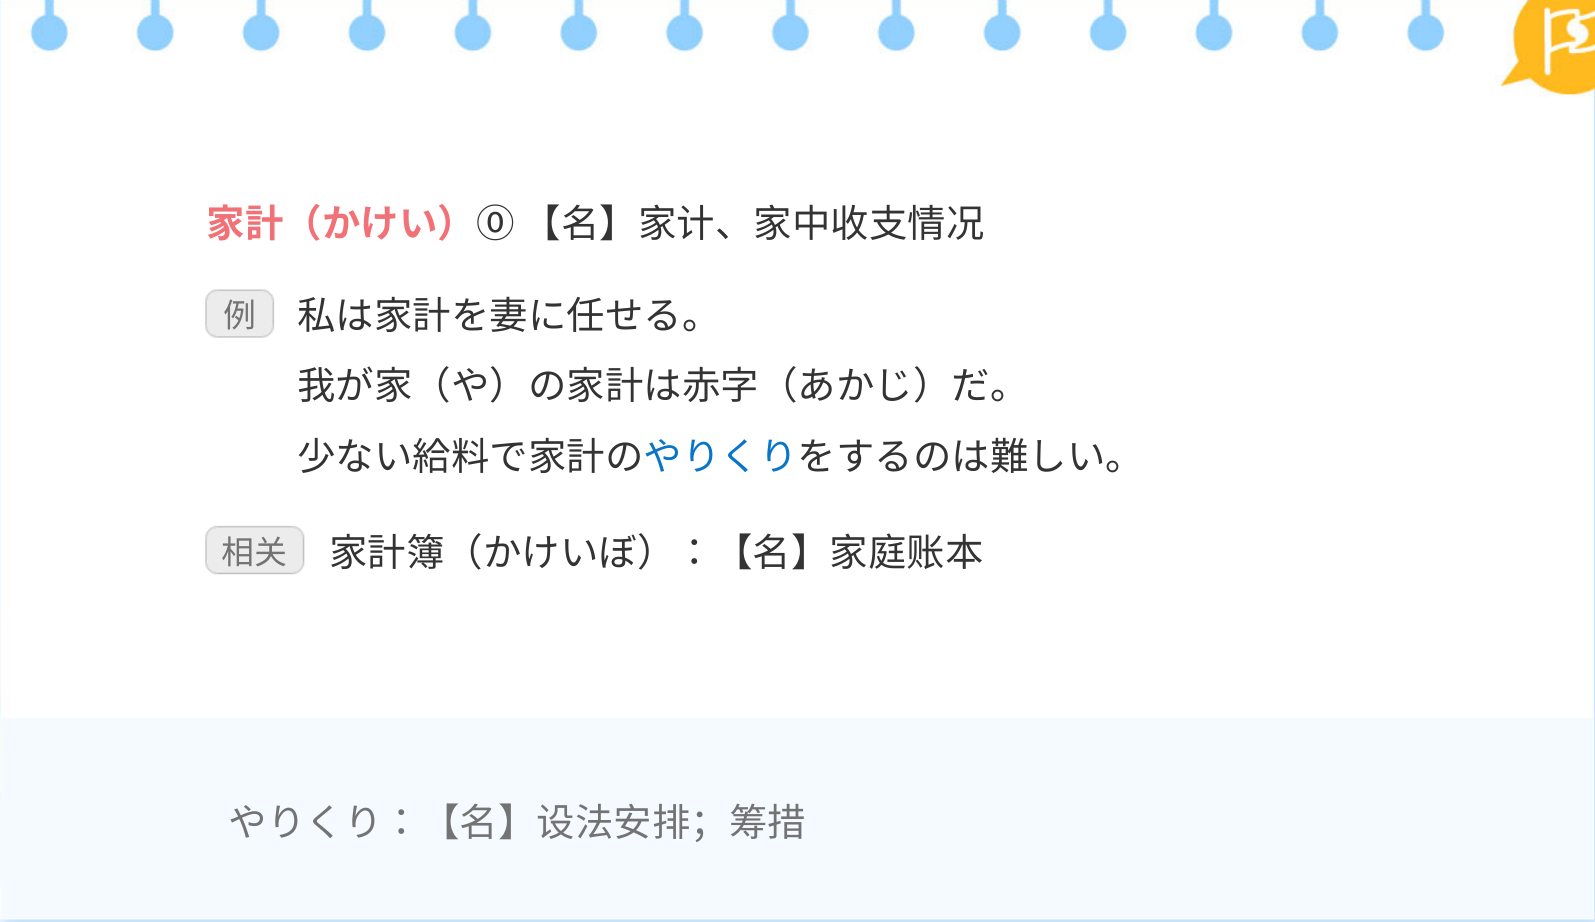 家計（かけい）⓪【名】家计、家中收支情况
例 私は家計を妻に任せる。
我が家（や）の家計は赤字（あかじ）だ。
少ない給料で家計のやりくりをするのは難しい。
相关 家計簿（かけいぼ）：【名】家庭账本
やりくり：【名】设法安排；筹措